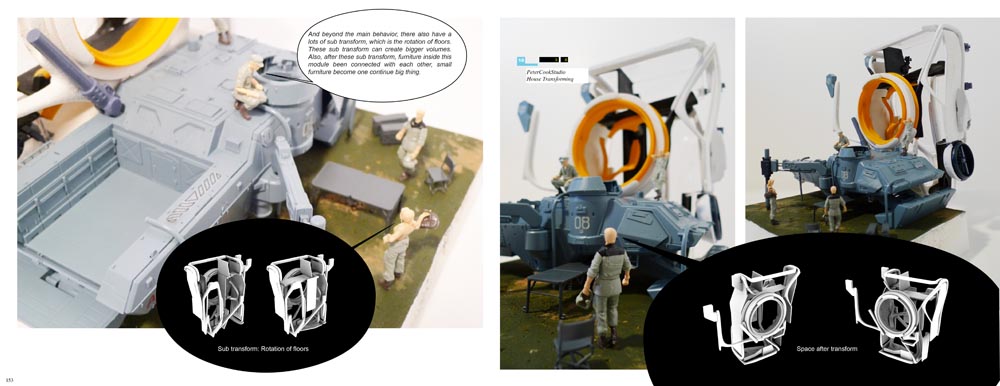 And beyond the main behavior, there also have a
lots of sub transform, which is the rotation of floors.
These sub transform can create bigger volumes.
Also, after these sub transform, furniture inside this
module been connected with each other, small
furniture become one continue big thing.
PeterCookStudio
House Transforming
08
Sub transform: Rotation of floors
Space after transform
153